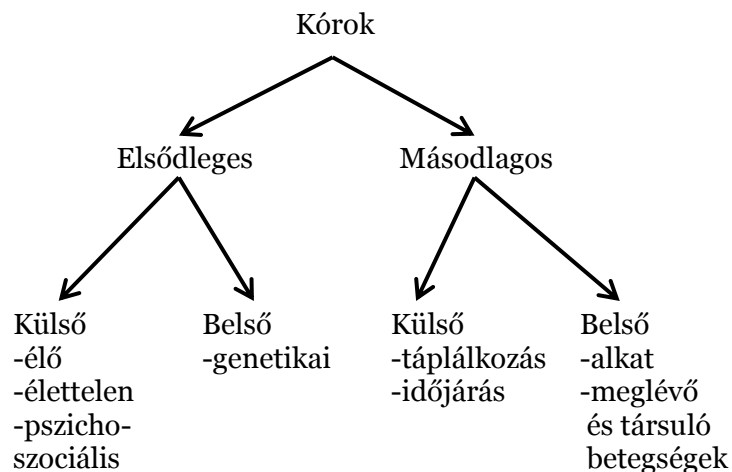 Kórok
Elsődleges
Másodlagos
Külső
-élő
-élettelen
-pszicho-
szociális
Belső
-genetikai
Külső
-táplálkozás
-időjárás
Belső
-alkat
-meglévő
és társuló
betegségek